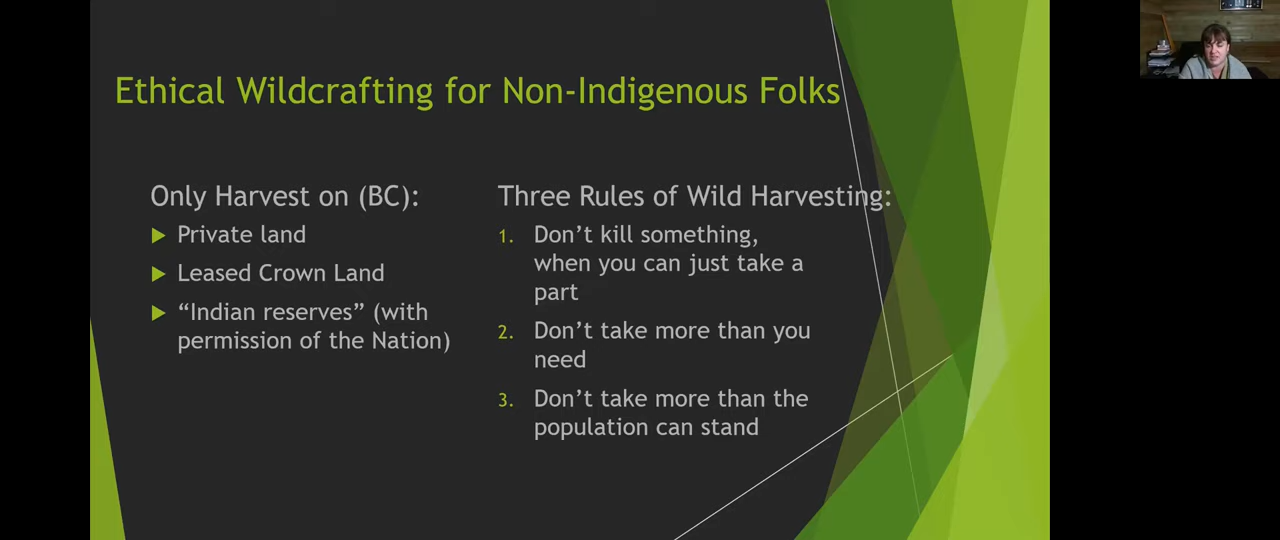 Ethical Wildcrafting for Non-Indigenous Folks
Only Harvest on (BC):
Private land
Leased Crown Land
“Indian reserves” (with
permission of the Nation)
Three Rules of Wild Harvesting:
1. Don’t kill something,
when you can just take a
part
2. Don’t take more than you
need
3. Don’t take more than the
population can stand